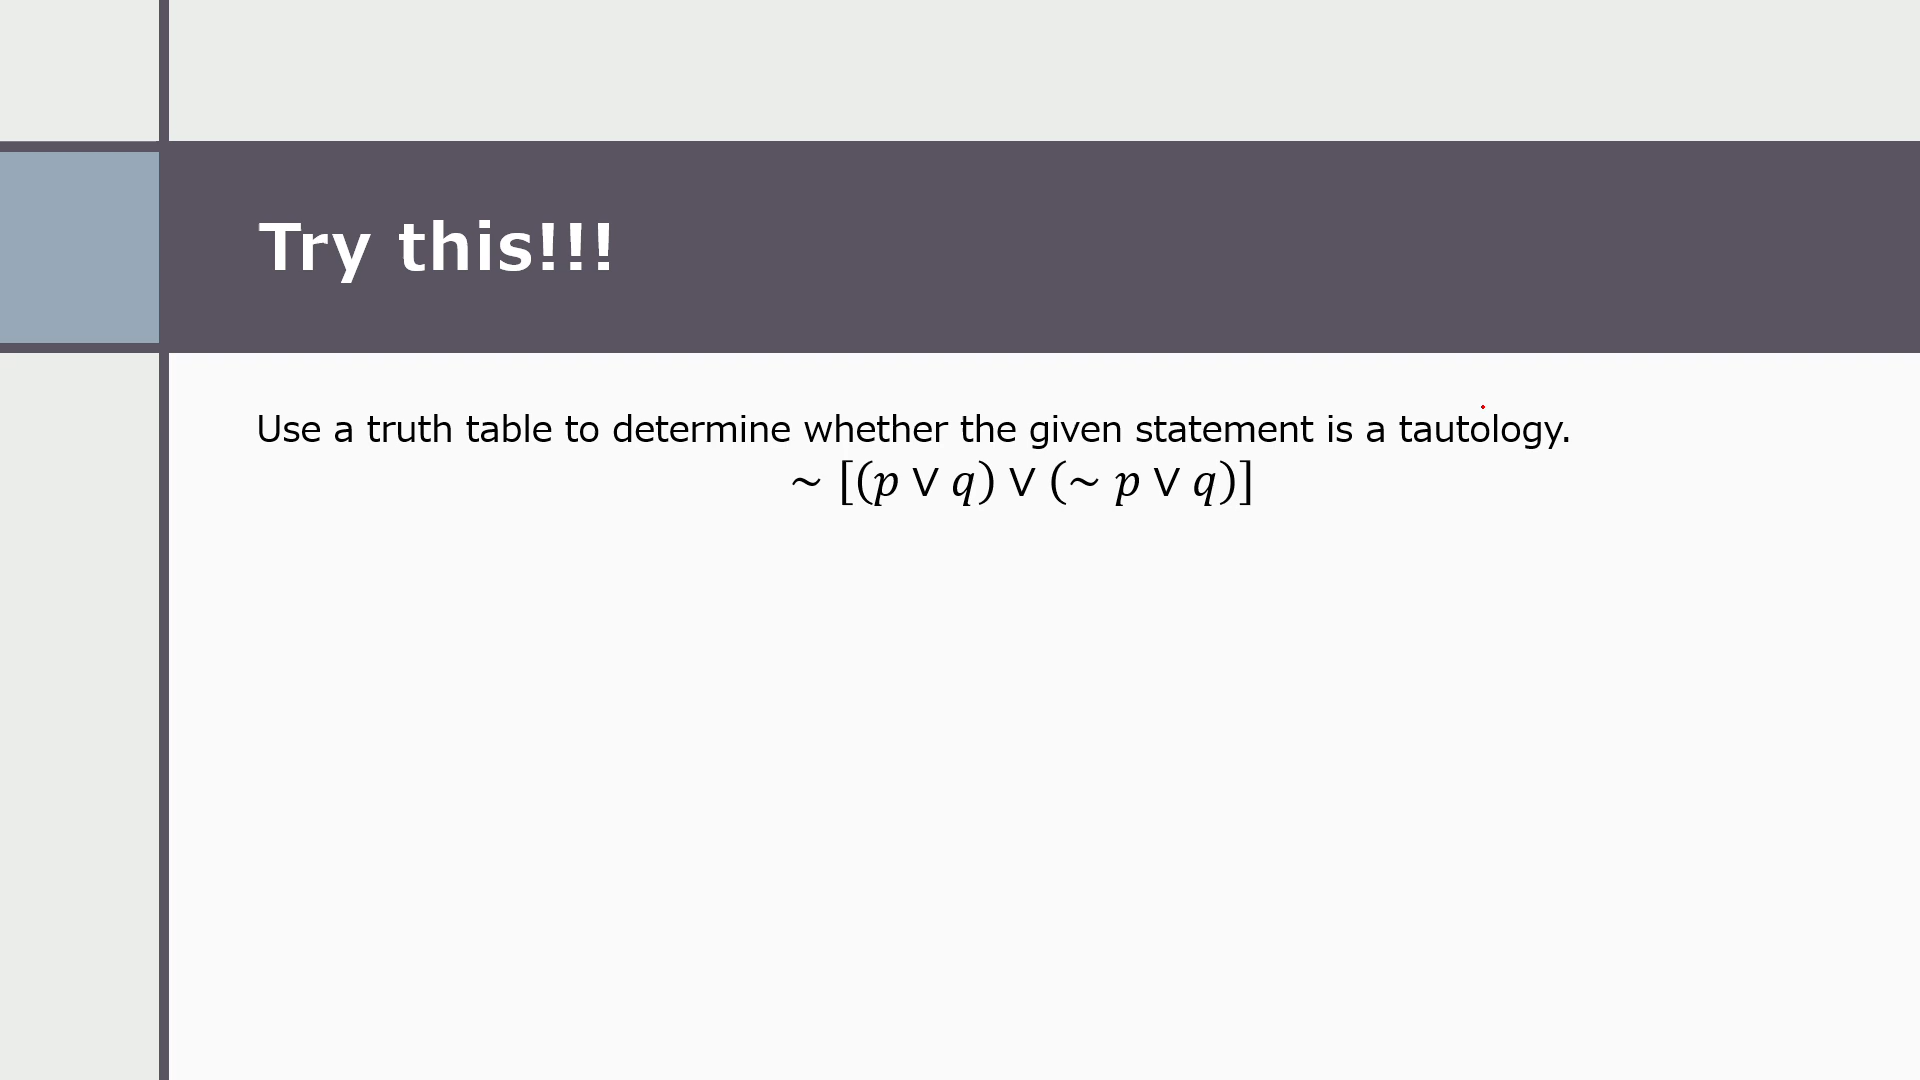 Try this!!!
Use a truth table to determine whether the given statement is a tautology.
~ [(𝑝 ∨ 𝑞) ∨ (~ 𝑝 ∨ 𝑞)]